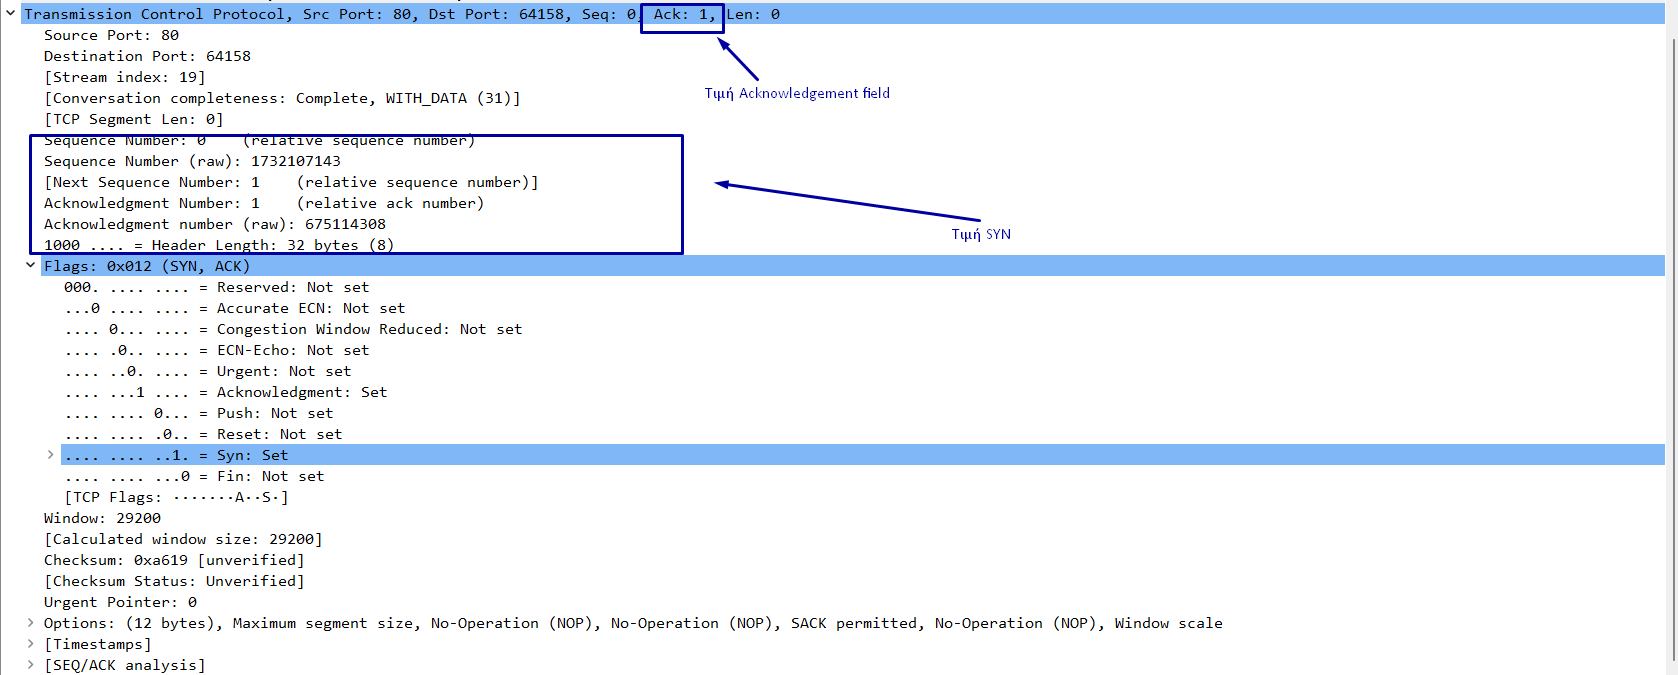 Transmission Control Protocol, Src Port: 80, Dst Port: 64158, Seq: 0, Ack: 1, Len: 0
Source Port: 80
Destination Port: 64158
[Stream index: 19]
Τιμή Acknowledgement field
[Conversation completeness: Complete, WITH_DATA (31)]
[TCP Segment Len: 0]
Sequence Number: 0    (relative sequence number)
Sequence Number (raw): 1732107143
[Next Sequence Number: 1    (relative sequence number)]
Acknowledgment Number: 1    (relative ack number)
Acknowledgment number (raw): 675114308
Τιμή SYN
1000 .... = Header Length: 32 bytes (8)
Flags: 0x012 (SYN, ACK)
000. .... .... = Reserved: Not set
...0 .... .... = Accurate ECN: Not set
.... 0... .... = Congestion Window Reduced: Not set
.... .0.. .... = ECN-Echo: Not set
.... ..0. .... = Urgent: Not set
.... ...1 .... = Acknowledgment: Set
.... .... 0... = Push: Not set
.... .... .0.. = Reset: Not set
.... .... ..1. = Syn: Set
.... .... ...0 = Fin: Not set
[TCP Flags: ·······A··S·]
Window: 29200
[Calculated window size: 29200]
Checksum: 0xa619 [unverified]
[Checksum Status: Unverified]
Urgent Pointer: 0
Options: (12 bytes), Maximum segment size, No-Operation (NOP), No-Operation (NOP), SACK permitted, No-Operation (NOP), Window scale
[Timestamps]
[SEQ/ACK analysis]